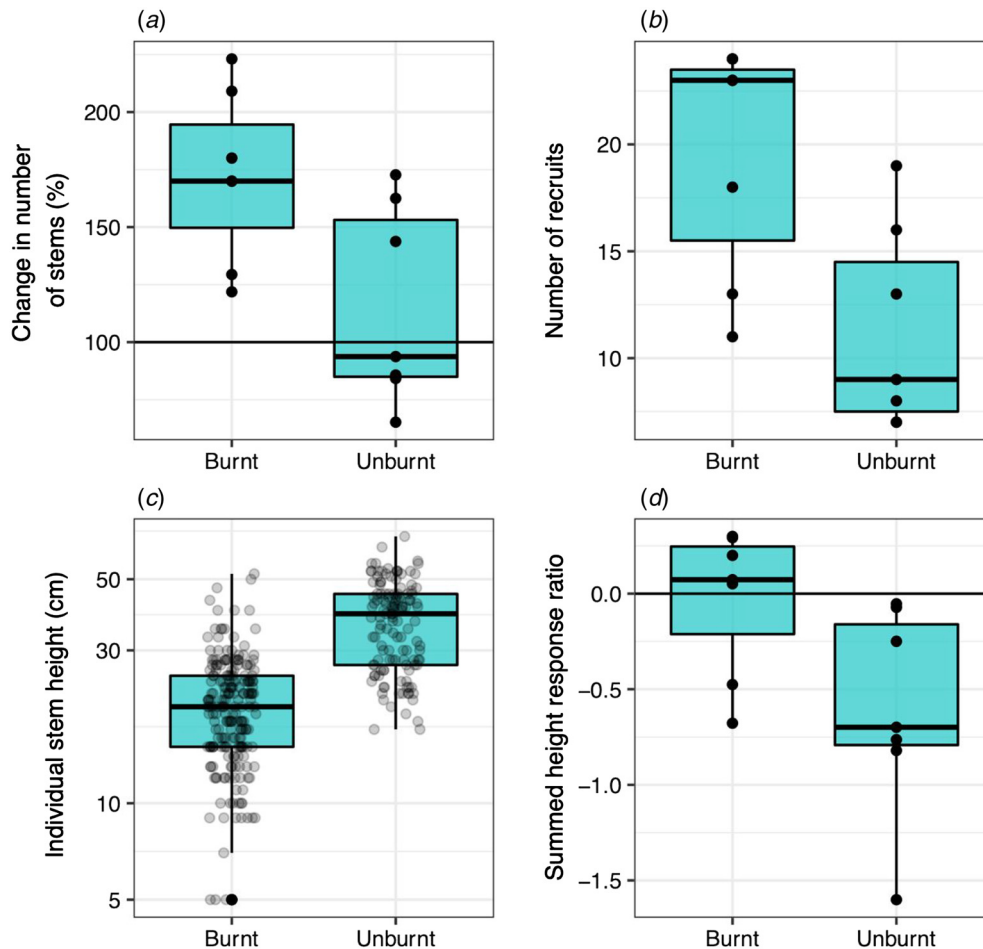 (a)
Change in number
of stems (%)
200
150
100
Burnt
Unburnt
(b)
Number of recruits
20
15
10
Burnt
Unburnt
(c)
Individual stem height (cm)
50
30
10
5
Burnt
Unburnt
(d)
Summed height response ratio
0.0
−0.5
−1.0
−1.5
Burnt
Unburnt